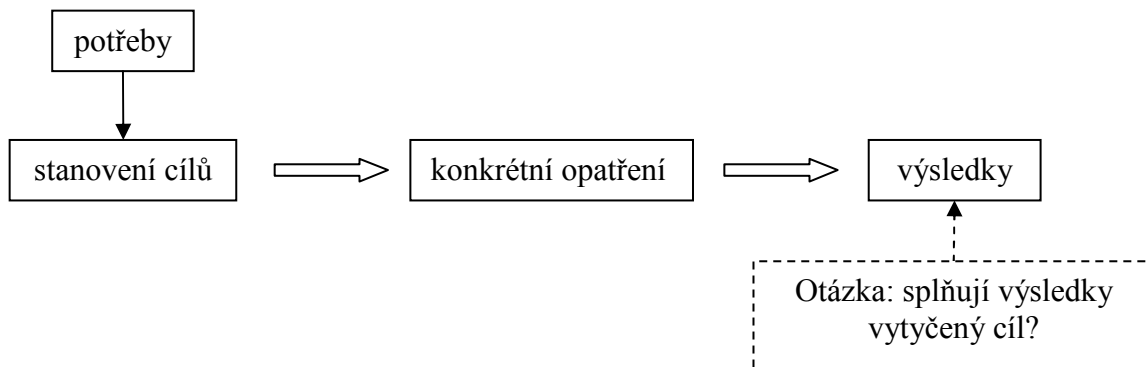 potřeby
stanovení cílů
konkrétní opatření
výsledky
Otázka: splňují výsledky
vytyčený cíl?